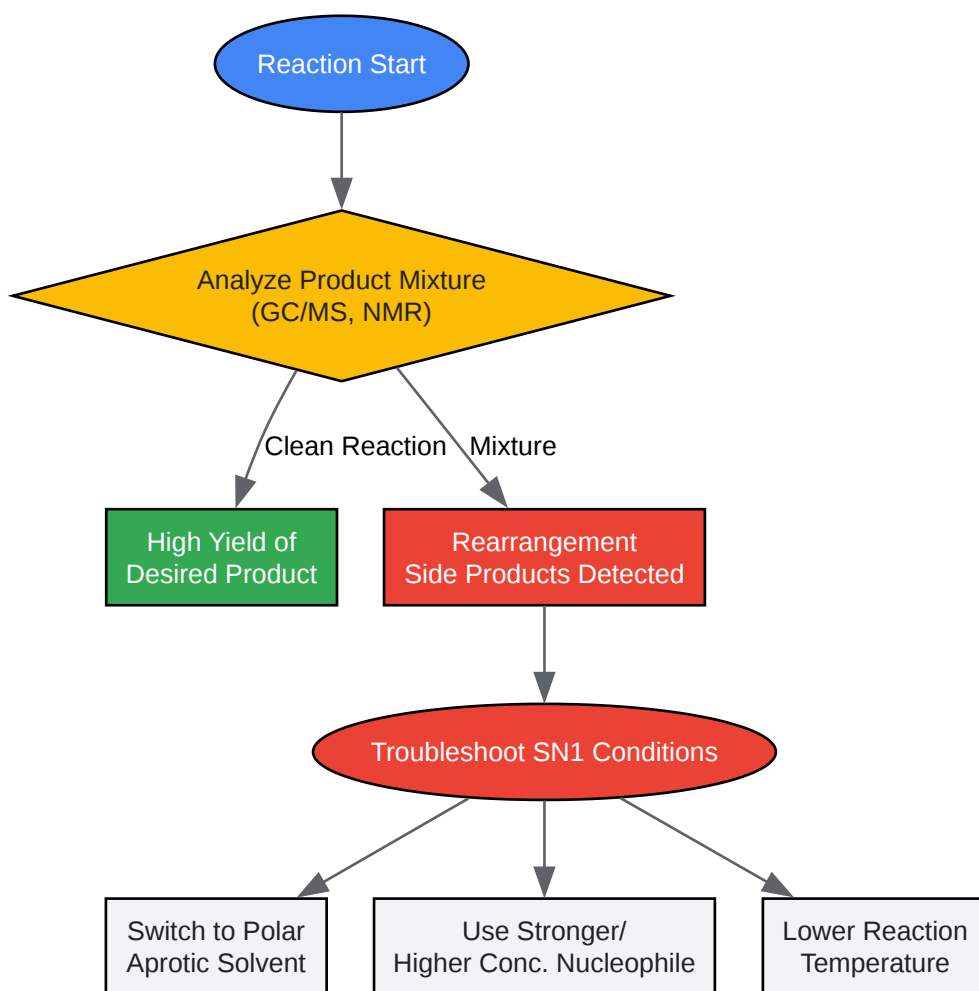 Reaction Start
Analyze Product Mixture
(GC/MS, NMR)
Clean Reaction
Mixture
High Yield of
Desired Product
Rearrangement
Side Products Detected
Troubleshoot SN1 Conditions
Switch to Polar
Aprotic Solvent
Use Stronger/
Higher Conc. Nucleophile
Lower Reaction
Temperature